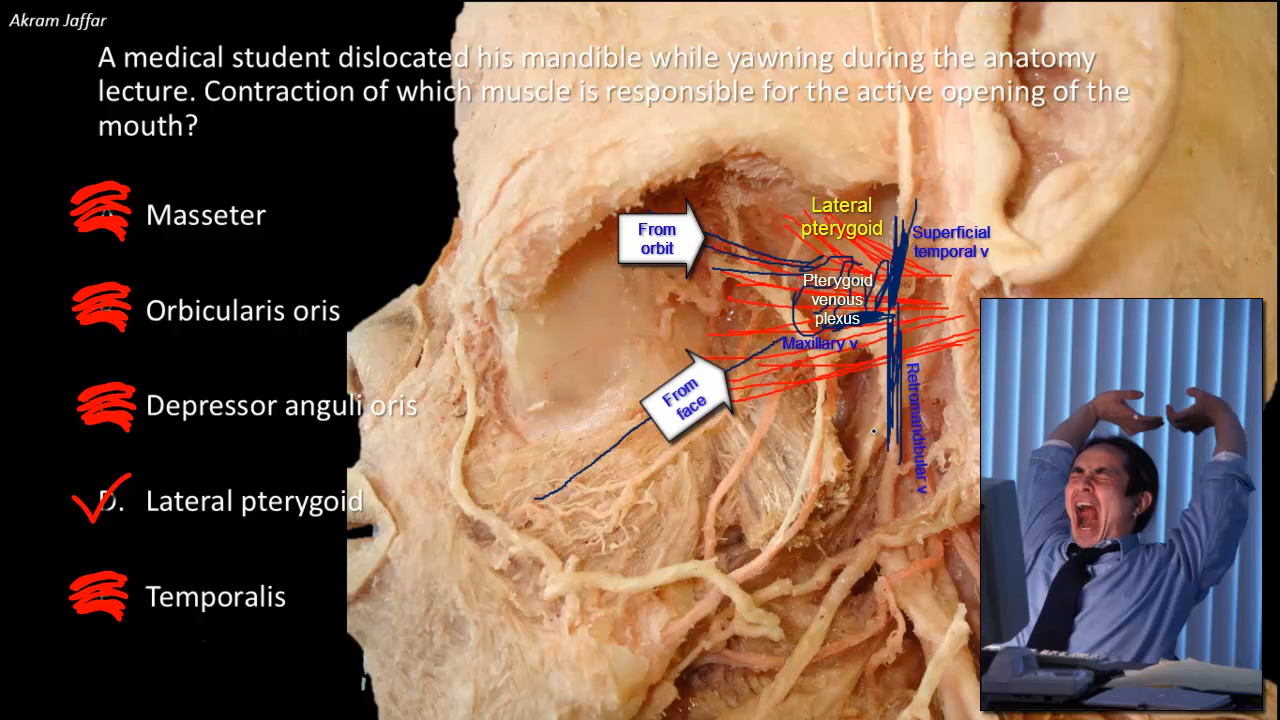 Akram Jaffar
A medical student dislocated his mandible while yawning during the anatomy
lecture. Contraction of which muscle is responsible for the active opening of the
mouth?
Masseter
Orbicularis oris
Depressor anguli oris
D. Lateral pterygoid
Temporalis
From
orbit
Lateral
pterygoid
Superficial
temporal v
Pterygoid
venous
plexus
Maxillary v
From
face
Retromandibular v